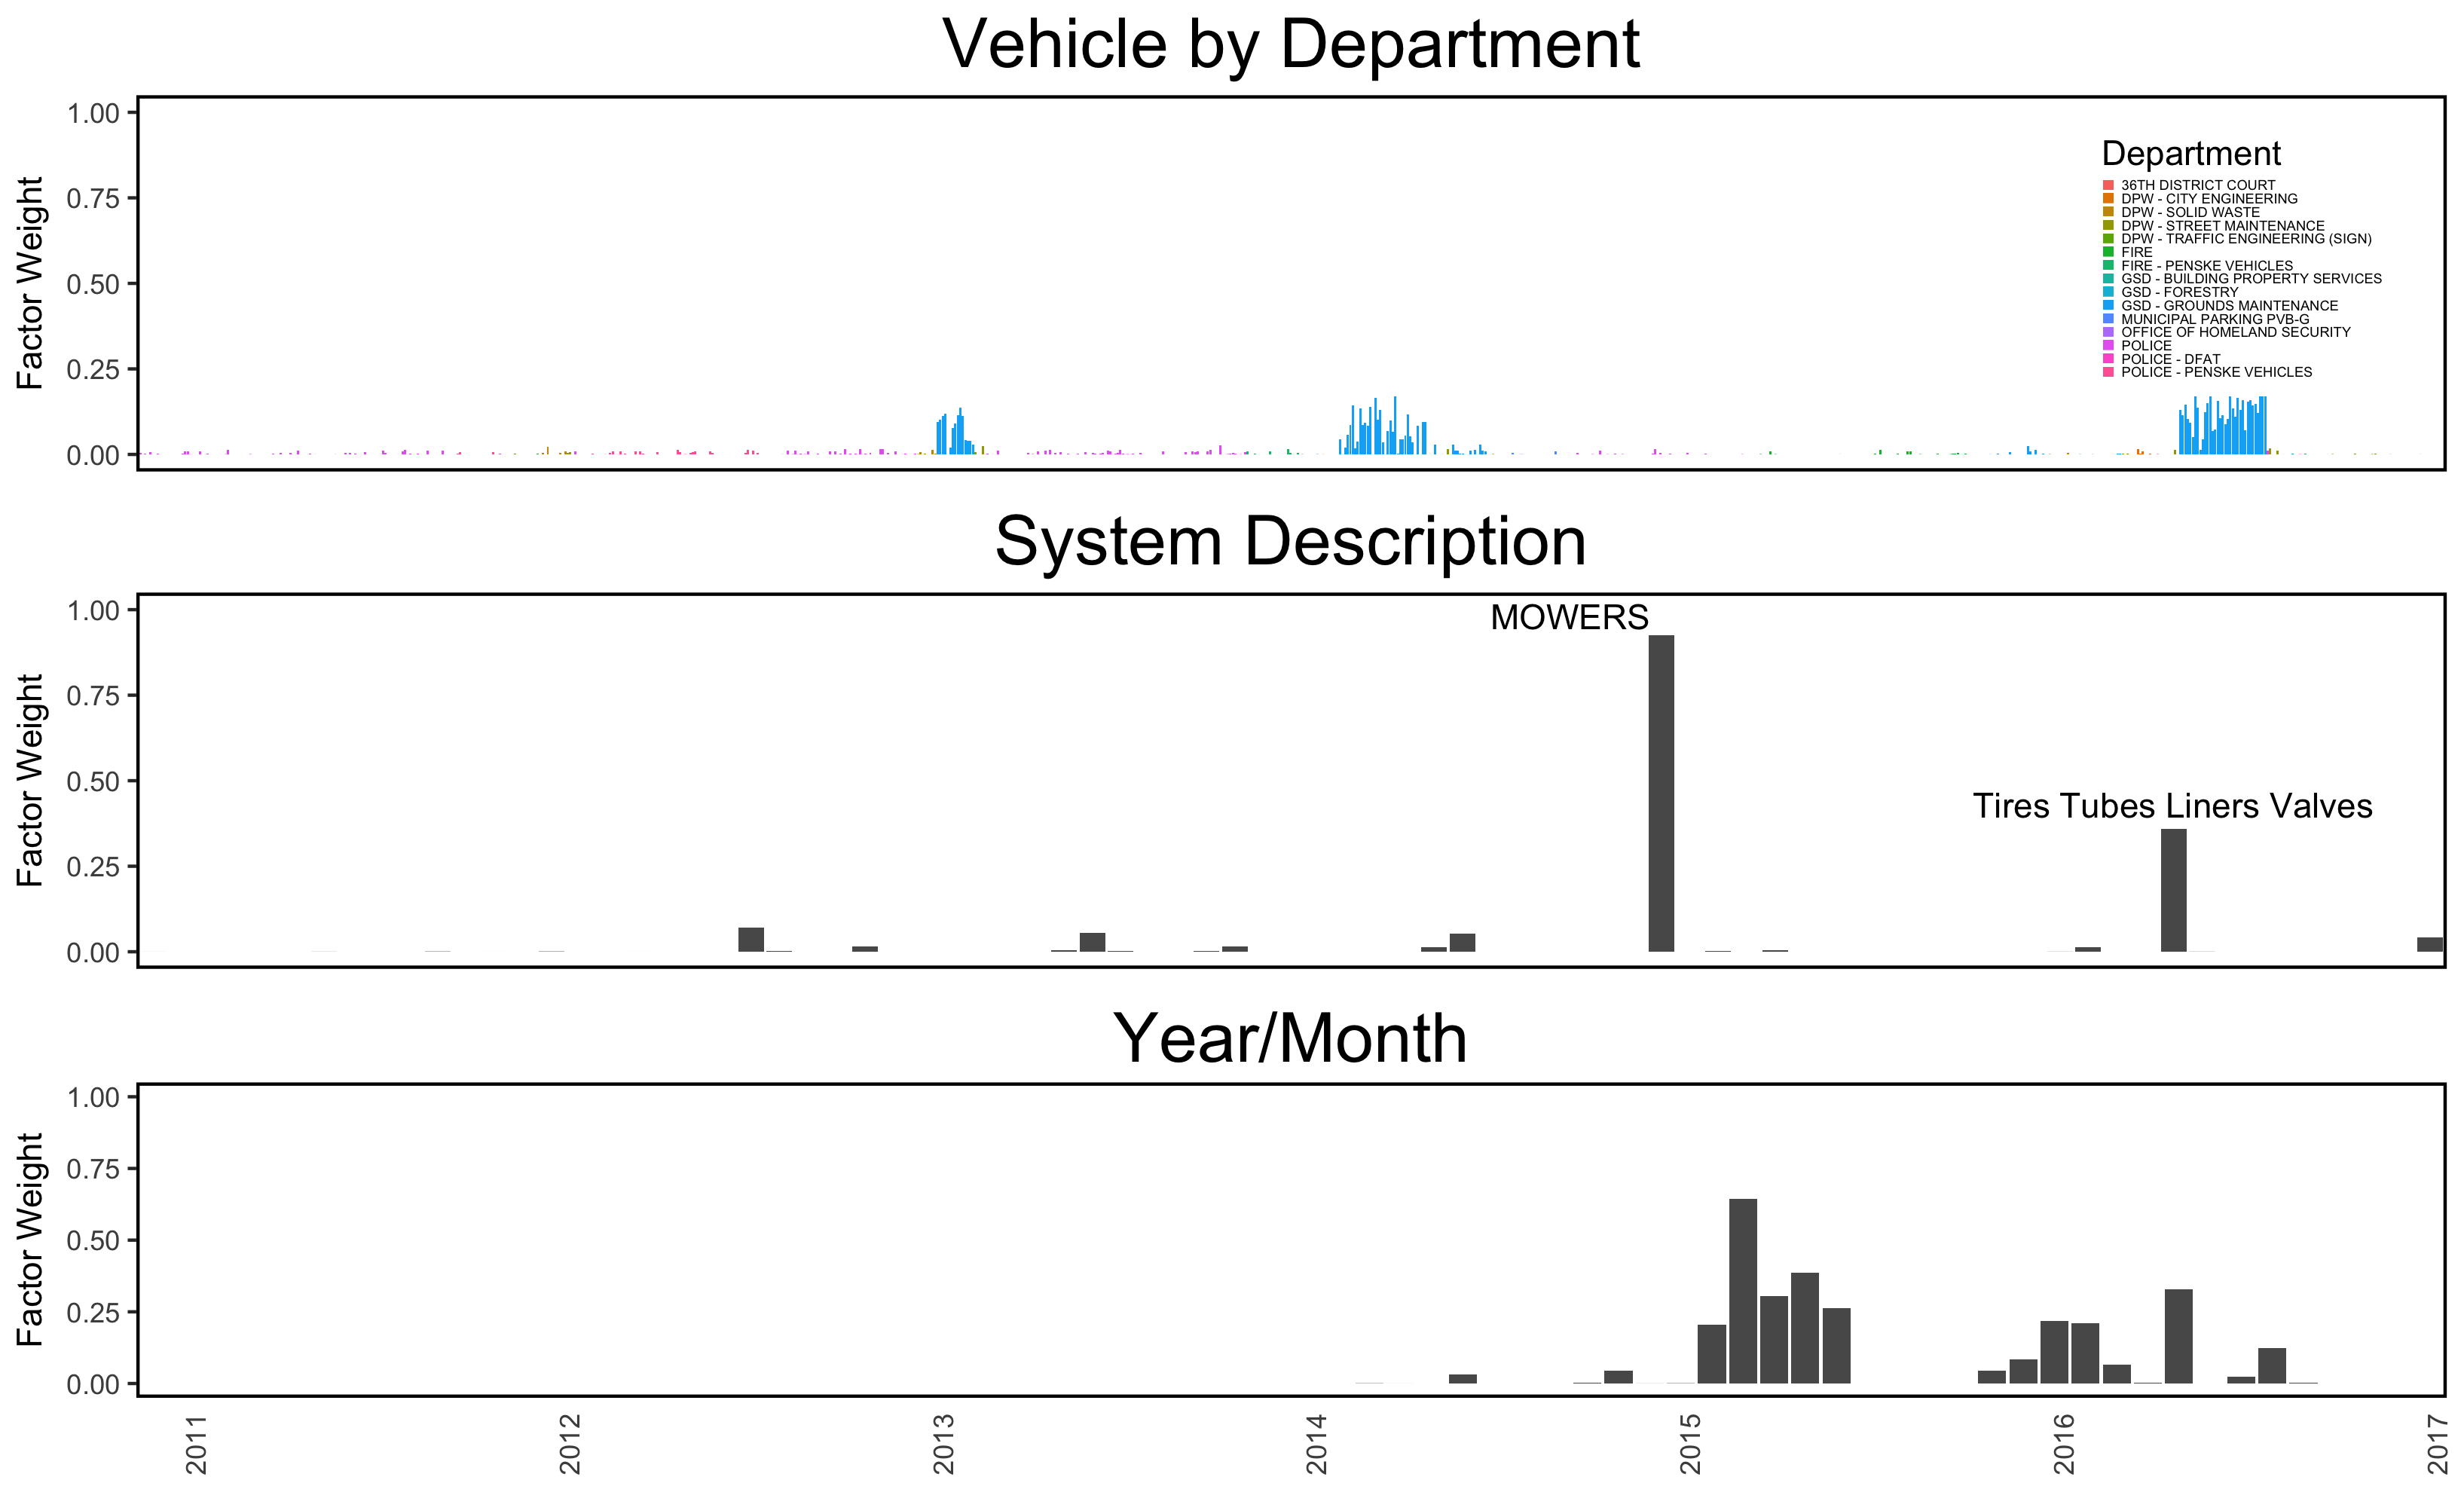 Vehicle by Department
Factor Weight
1.00
0.75
0.50
0.25
0.00
Department
36TH DISTRICT COURT
DPW - CITY ENGINEERING
DPW - SOLID WASTE
DPW - STREET MAINTENANCE
DPW - TRAFFIC ENGINEERING (SIGN)
FIRE
FIRE - PENSKE VEHICLES
GSD - BUILDING PROPERTY SERVICES
GSD - FORESTRY
GSD - GROUNDS MAINTENANCE
MUNICIPAL PARKING PVB-G
OFFICE OF HOMELAND SECURITY
POLICE
POLICE - DFAT
POLICE - PENSKE VEHICLES
System Description
Factor Weight
1.00
0.75
0.50
0.25
0.00
MOWERS
Tires Tubes Liners Valves
Year/Month
Factor Weight
1.00
0.75
0.50
0.25
0.00
2011
2012
2013
2014
2015
2016
2017